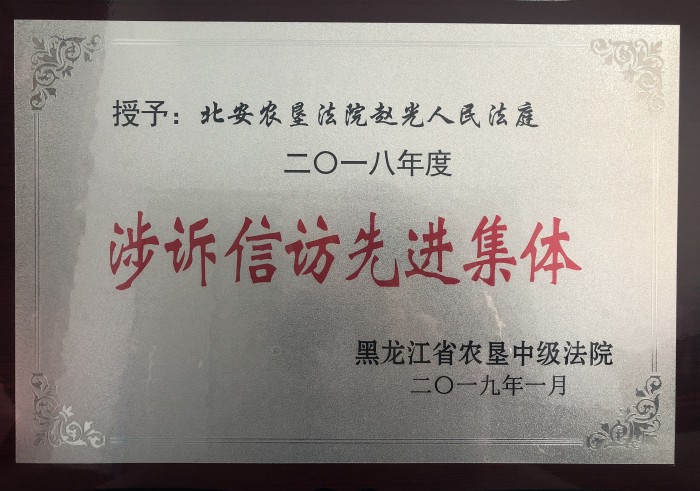 授予：北安农垦法院赵光人民法庭
二〇一八年度
涉诉信访先进集体
黑龙江省农垦中级法院
二〇一九年一月